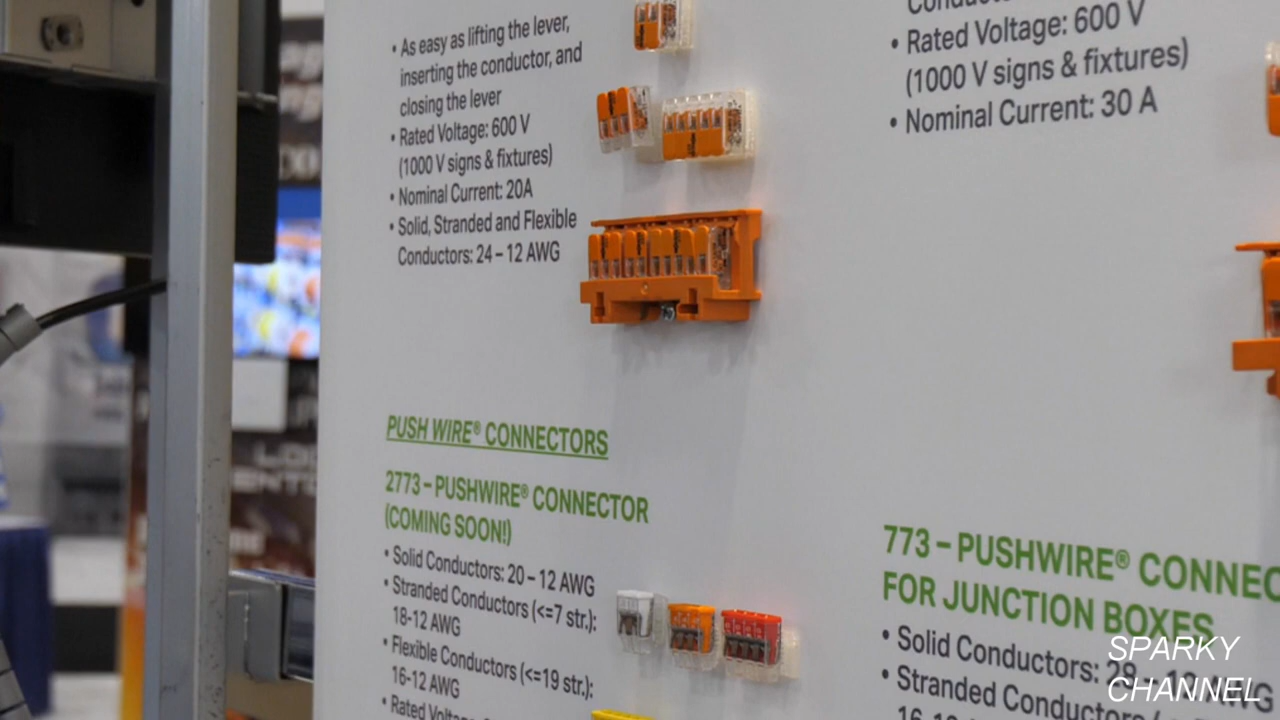 • As easy as lifting the lever,
inserting the conductor, and
closing the lever
• Rated Voltage: 600 V
(1000 V signs & fixtures)
• Nominal Current: 20A
• Solid, Stranded and Flexible
Conductors: 24 – 12 AWG
PUSH WIRE® CONNECTORS
2773 – PUSHWIRE® CONNECTOR
(COMING SOON!)
• Solid Conductors: 20 – 12 AWG
• Stranded Conductors (<=7 str.):
18-12 AWG
• Flexible Conductors (<=19 str.):
16-12 AWG
• Rated Voltage
• Rated Voltage: 600 V
(1000 V signs & fixtures)
• Nominal Current: 30 A
773 – PUSHWIRE® CONNEC
FOR JUNCTION BOXES
• Solid Conductors:
• Stranded Conductors
SPARKY
CHANNEL